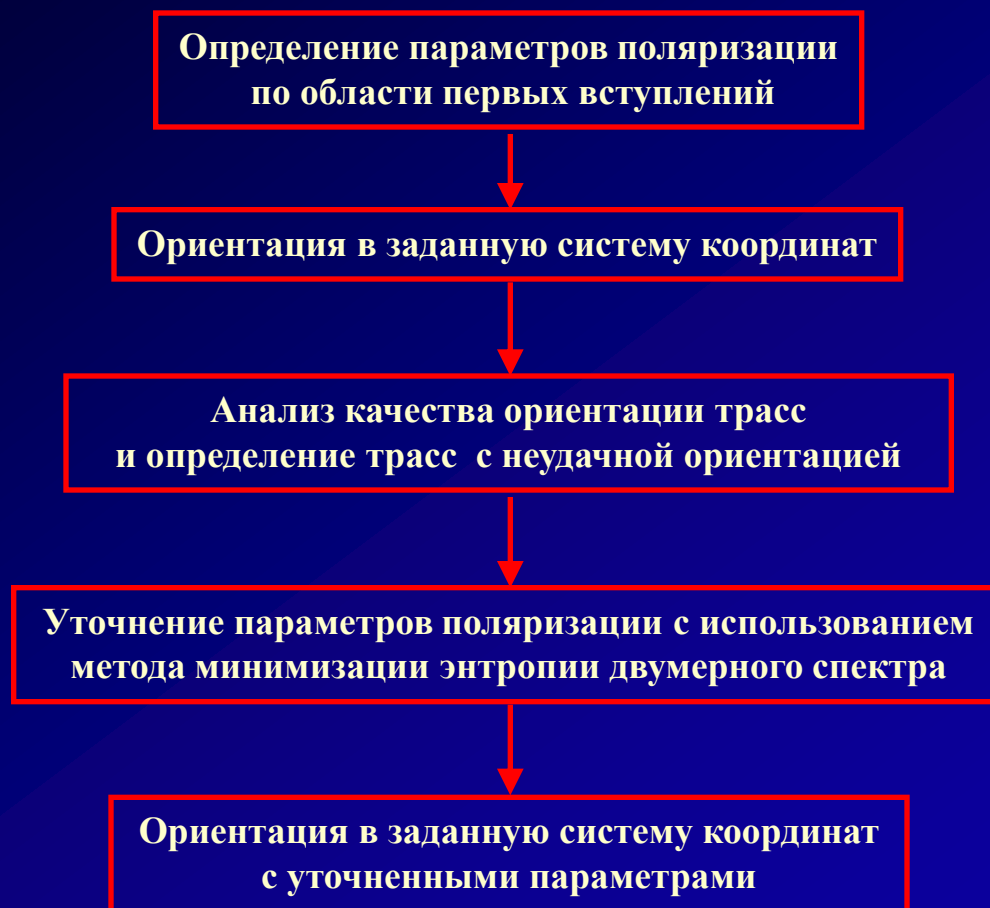 Определение параметров поляризации
по области первых вступлений
Ориентация в заданную систему координат
Анализ качества ориентации трасс
и определение трасс с неудачной ориентацией
Уточнение параметров поляризации с использованием
метода минимизации энтропии двумерного спектра
Ориентация в заданную систему координат
с уточненными параметрами